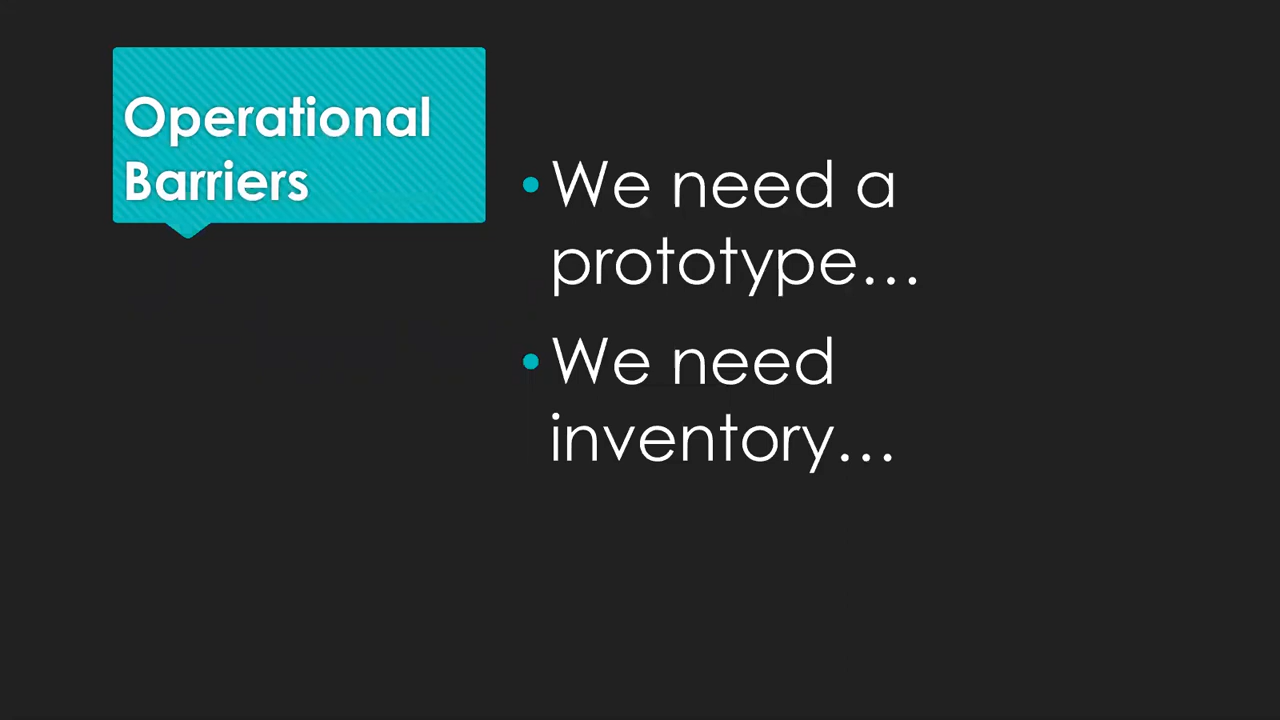 Operational
Barriers
• We need a
prototype…
• We need
inventory…